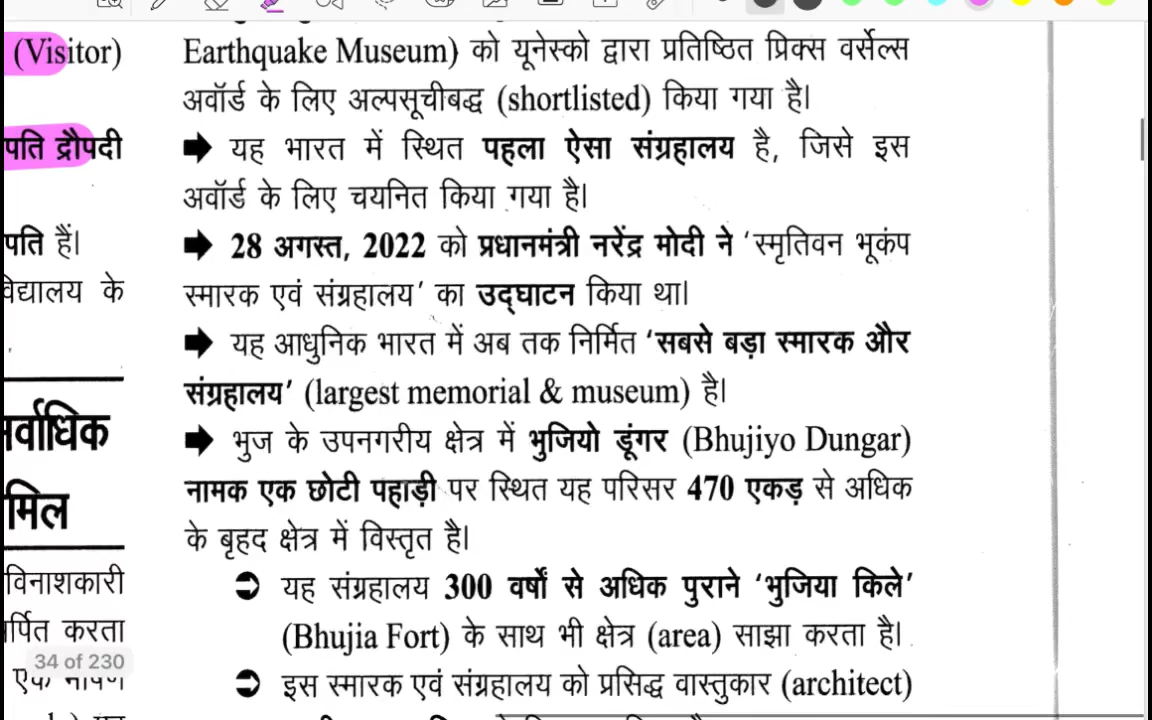 (Visitor)
पति द्रौपदी
पति हैं।
विद्यालय के
र्वाधिक
मिल
विनाशकारी
र्पित करता
34 of 230
Earthquake Museum) को यूनेस्को द्वारा प्रतिष्ठित प्रिक्स वर्सेल्स
अवॉर्ड के लिए अल्पसूचीबद्ध (shortlisted) किया गया है।
➡ यह भारत में स्थित पहला ऐसा संग्रहालय है, जिसे इस
अवॉर्ड के लिए चयनित किया गया है।
➡ 28 अगस्त, 2022 को प्रधानमंत्री नरेंद्र मोदी ने ‘स्मृतिवन भूकंप
स्मारक एवं संग्रहालय’ का उद्घाटन किया था।
➡ यह आधुनिक भारत में अब तक निर्मित ‘सबसे बड़ा स्मारक और
संग्रहालय’ (largest memorial & museum) है।
➡ भुज के उपनगरीय क्षेत्र में भुजियो डूंगर (Bhujiyo Dungar)
नामक एक छोटी पहाड़ी पर स्थित यह परिसर 470 एकड़ से अधिक
के बृहद क्षेत्र में विस्तृत है।
➲ यह संग्रहालय 300 वर्षों से अधिक पुराने ‘भुजिया किले’
(Bhujia Fort) के साथ भी क्षेत्र (area) साझा करता है।
➲ इस स्मारक एवं संग्रहालय को प्रसिद्ध वास्तुकार (architect)